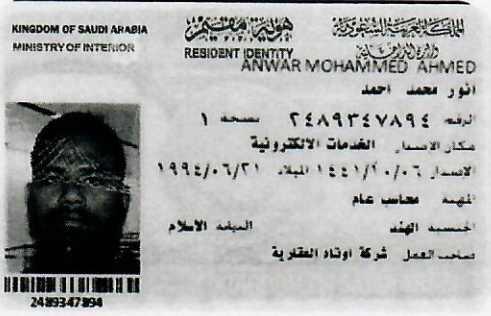 KINGDOM OF SAUDI ARABIA
MINISTRY OF INTERIOR
هوية مقيم
RESIDENT IDENTITY
المملكة العربية السعودية
وزارة الداخلية
ANWAR MOHAMMED AHMED
انور محمد احمد
الرقم ٢٤٨٩٣٤٧٨٩٤ نسخة ١
مكان الإصدار الخدمات الالكترونية
الإصدار ١٤٤١/١٠/٠٦ الميلاد ١٩٩٤/٠٦/٢١
المهنة محاسب عام
الجنسية الهند الديانة الاسلام
صاحب العمل شركة اوتاد العقارية
2489347894